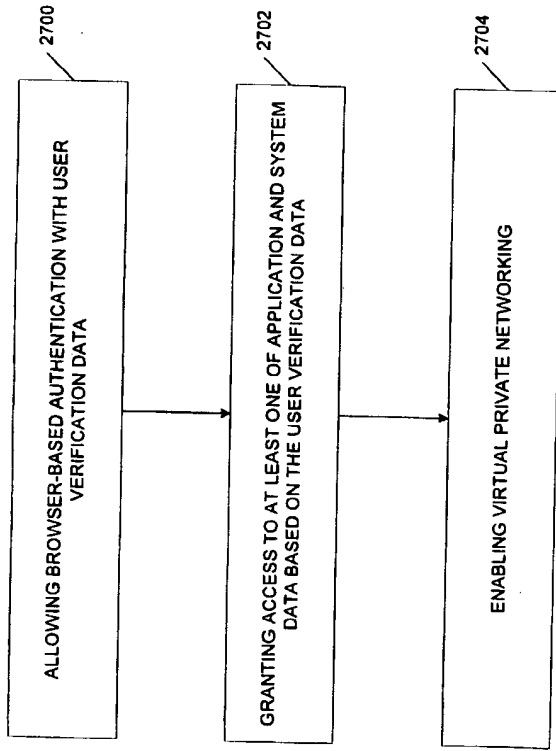 2700
ALLOWING BROWSER-BASED AUTHENTICATION WITH USER
VERIFICATION DATA
2702
GRANTING ACCESS TO AT LEAST ONE OF APPLICATION AND SYSTEM
DATA BASED ON THE USER VERIFICATION DATA
2704
ENABLING VIRTUAL PRIVATE NETWORKING